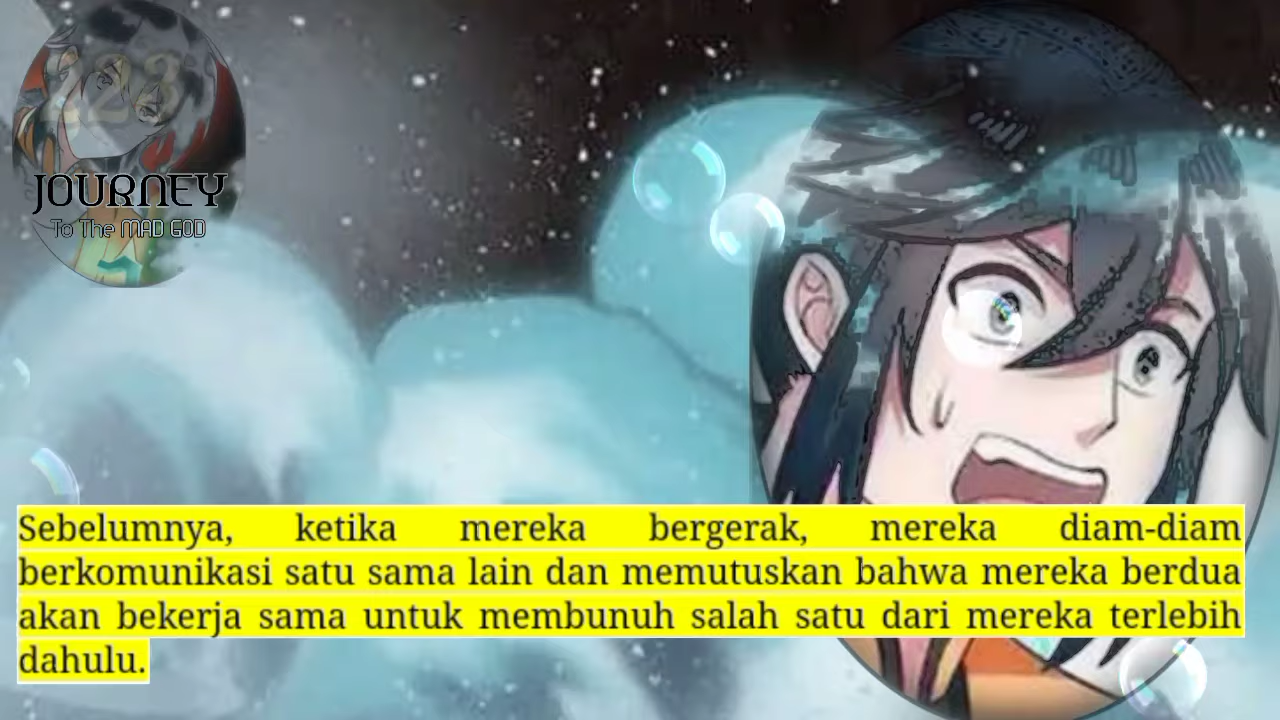 223
JOURNEY
To The MAD GOD
Sebelumnya, ketika mereka bergerak, mereka diam-diam
berkomunikasi satu sama lain dan memutuskan bahwa mereka berdua
akan bekerja sama untuk membunuh salah satu dari mereka terlebih
dahulu.